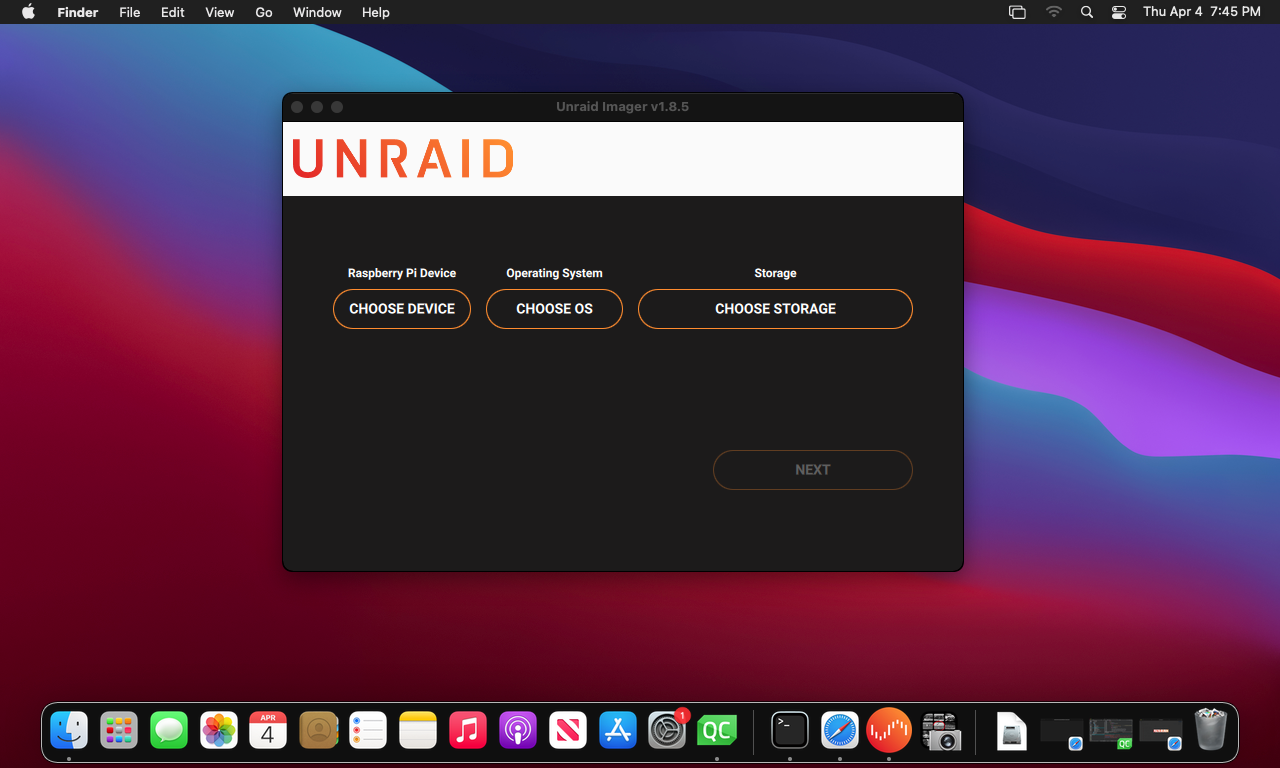 Finder File Edit View Go Window Help Thu Apr 4 7:45 PM
Unraid Imager v1.8.5
UNRAID
Raspberry Pi Device Operating System Storage
CHOOSE DEVICE CHOOSE OS CHOOSE STORAGE
NEXT
APR
4
1
QC
>_
QC